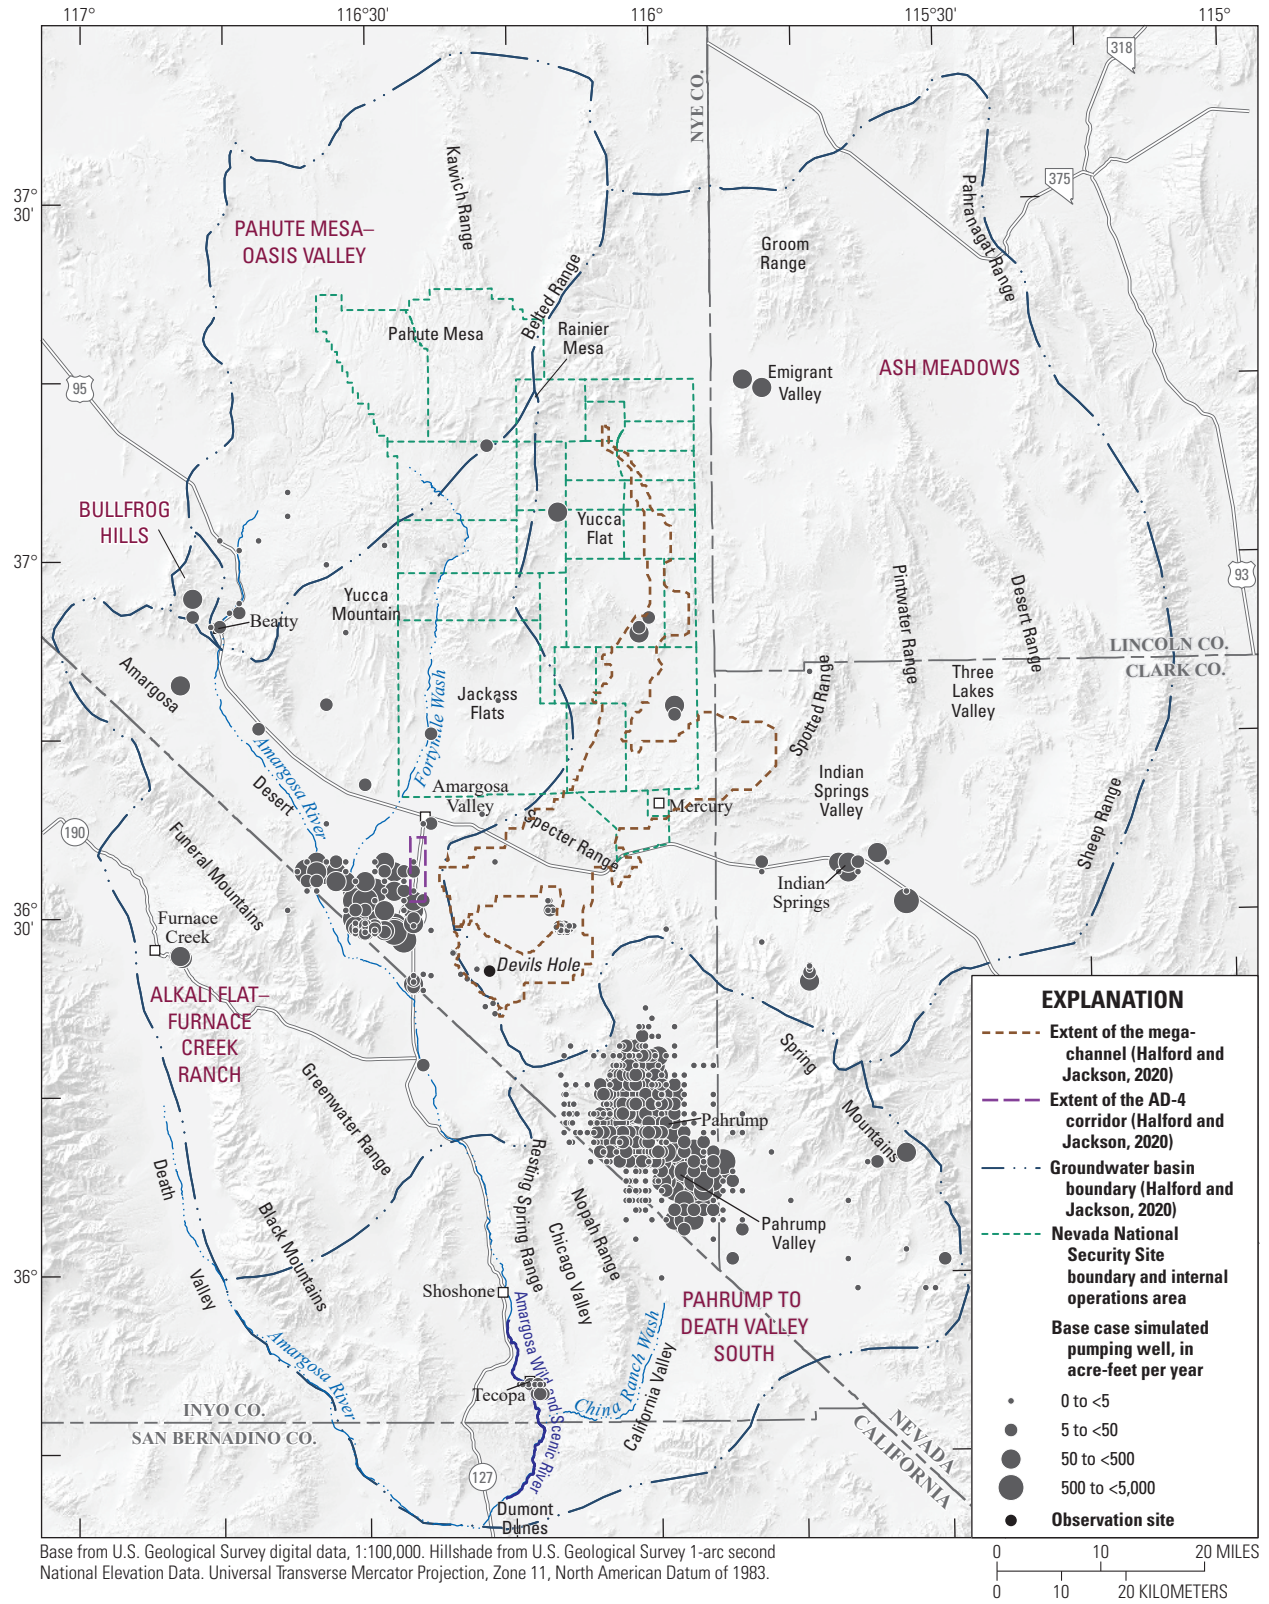 117°
116°30'
116°
115°30'
115°
318
NYE CO.
375
37°
30'
Kawich Range
Pahranagat Range
PAHUTE MESA–
OASIS VALLEY
Groom
Range
Belted Range
Pahute Mesa
Rainier
Mesa
95
ASH MEADOWS
Emigrant
Valley
BULLFROG
HILLS
Yucca
Flat
37°
93
Pintwater Range
Desert Range
Yucca
Mountain
Beatty
LINCOLN CO.
CLARK CO.
Amargosa
Jackass
Flats
Fortymile Wash
Spotted Range
Three
Lakes
Valley
Amargosa River
Desert
Amargosa
Valley
Mercury
Indian
Springs
Valley
Sheep Range
190
Funeral Mountains
Specter Range
Indian
Springs
36°
30'
Furnace
Creek
Devils Hole
ALKALI FLAT–
FURNACE
CREEK
RANCH
Spring
Mountains
Greenwater Range
Pahrump
Death
Valley
Resting Spring Range
Nopah Range
Chicago Valley
Black Mountains
Pahrump
Valley
36°
Shoshone
PAHRUMP TO
DEATH VALLEY
SOUTH
Amargosa River
Amargosa Wild and Scenic River
China Ranch Wash
California Valley
Tecopa
INYO CO.
SAN BERNADINO CO.
NEVADA
CALIFORNIA
127
Dumont
Dunes
EXPLANATION
Extent of the mega-
channel (Halford and
Jackson, 2020)
Extent of the AD-4
corridor (Halford and
Jackson, 2020)
Groundwater basin
boundary (Halford and
Jackson, 2020)
Nevada National
Security Site
boundary and internal
operations area
Base case simulated
pumping well, in
acre-feet per year
0 to <5
5 to <50
50 to <500
500 to <5,000
Observation site
Base from U.S. Geological Survey digital data, 1:100,000. Hillshade from U.S. Geological Survey 1-arc second
National Elevation Data. Universal Transverse Mercator Projection, Zone 11, North American Datum of 1983.
0 10 20 MILES
0 10 20 KILOMETERS